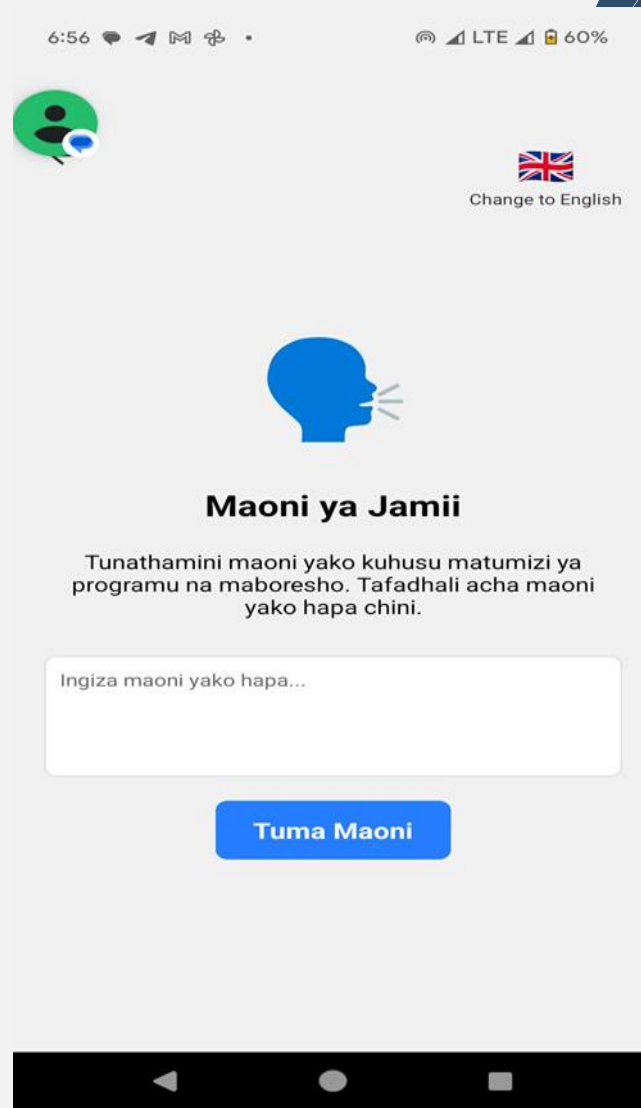 6:56
LTE 60%
Change to English
Maoni ya Jamii
Tunathamini maoni yako kuhusu matumizi ya
programu na maboresho. Tafadhali acha maoni
yako hapa chini.
Ingiza maoni yako hapa...
Tuma Maoni